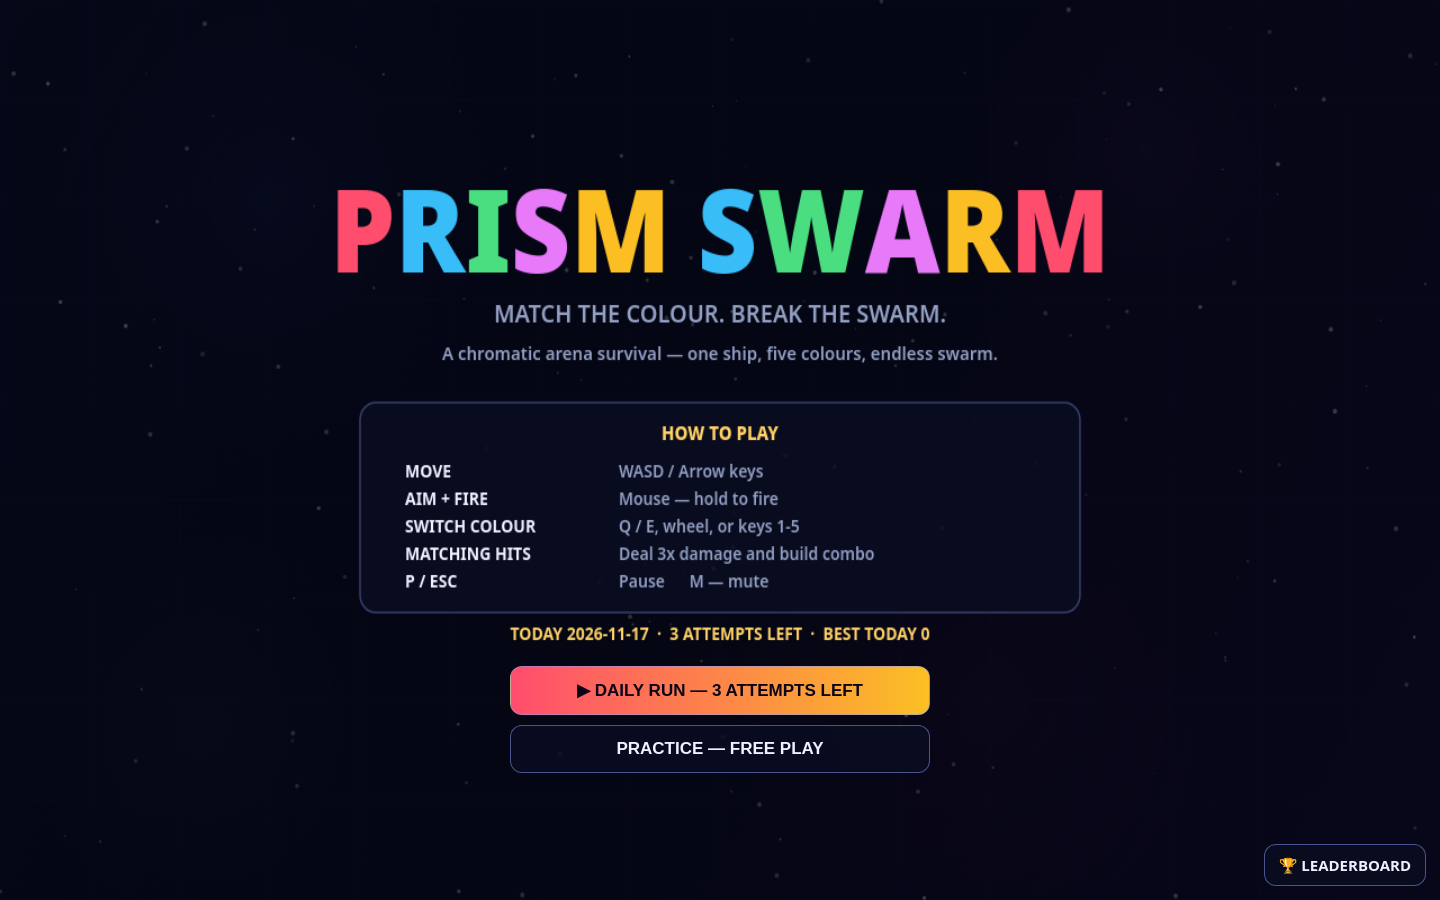 PRISM SWARM
MATCH THE COLOUR. BREAK THE SWARM.
A chromatic arena survival — one ship, five colours, endless swarm.
HOW TO PLAY
MOVE WASD / Arrow keys
AIM + FIRE Mouse — hold to fire
SWITCH COLOUR Q / E, wheel, or keys 1-5
MATCHING HITS Deal 3x damage and build combo
P / ESC Pause M — mute
TODAY 2026-11-17 · 3 ATTEMPTS LEFT · BEST TODAY 0
▶ DAILY RUN — 3 ATTEMPTS LEFT
PRACTICE — FREE PLAY
🏆 LEADERBOARD